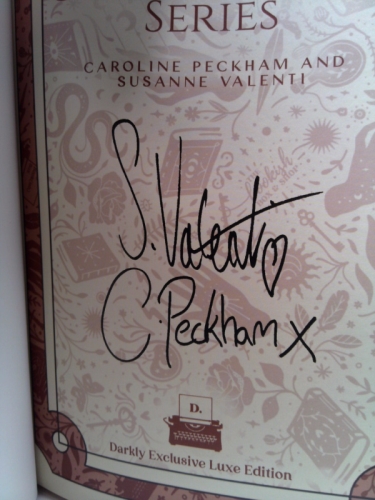 SERIES
CAROLINE PECKHAM AND
SUSANNE VALENTI
S. Valenti
C. Peckham x
D.
Darkly Exclusive Luxe Edition